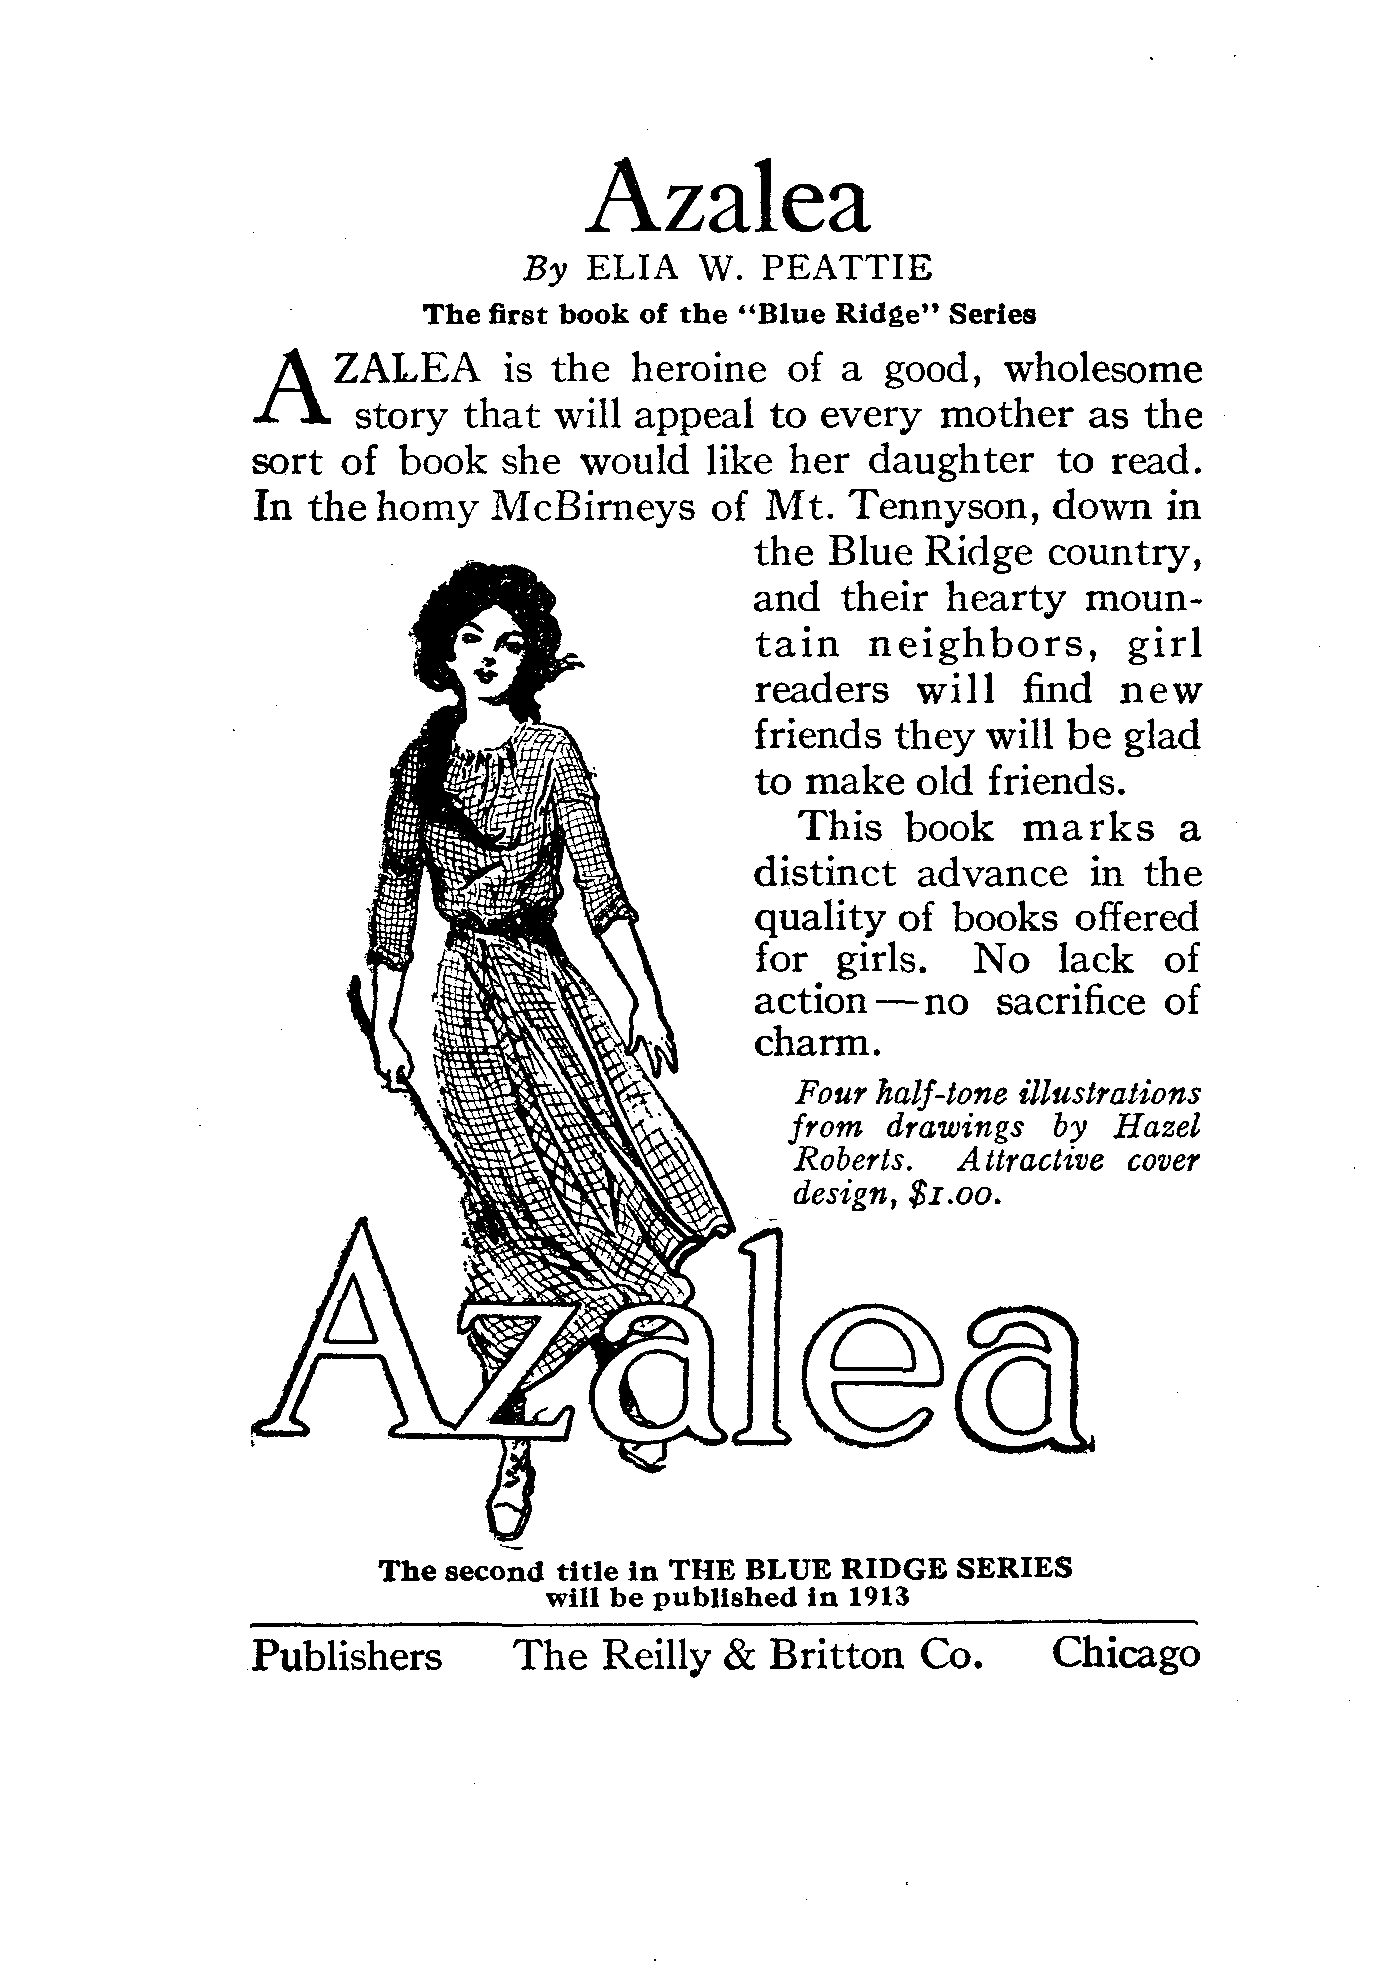 Azalea
By ELIA W. PEATTIE
The first book of the “Blue Ridge” Series
AZALEA is the heroine of a good, wholesome
story that will appeal to every mother as the
sort of book she would like her daughter to read.
In the homy McBirneys of Mt. Tennyson, down in
the Blue Ridge country,
and their hearty moun-
tain neighbors, girl
readers will find new
friends they will be glad
to make old friends.
This book marks a
distinct advance in the
quality of books offered
for girls. No lack of
action—no sacrifice of
charm.
Four half-tone illustrations
from drawings by Hazel
Roberts. Attractive cover
design, $1.00.
Azalea
The second title in THE BLUE RIDGE SERIES
will be published in 1913
Publishers The Reilly & Britton Co. Chicago